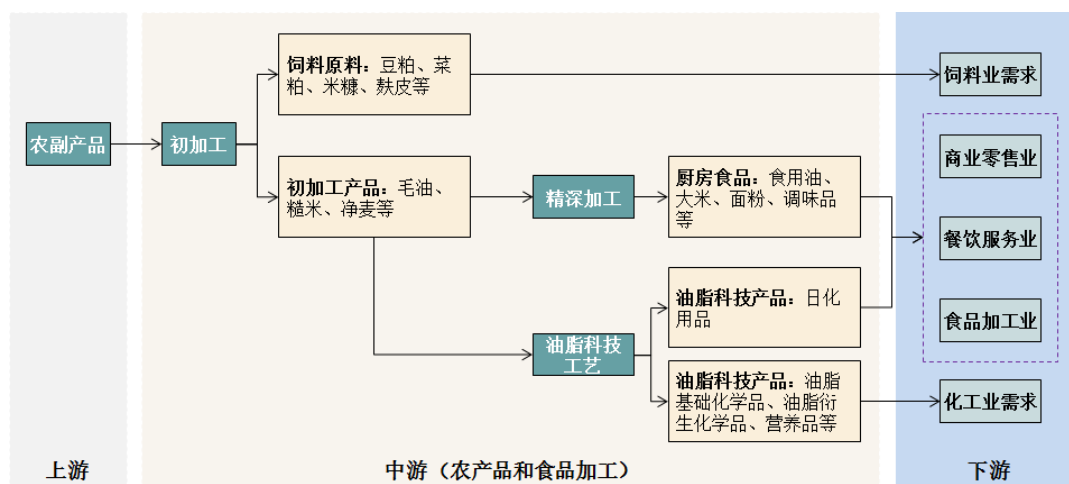 农副产品
初加工
饲料原料：豆粕、菜
粕、米糠、麸皮等
初加工产品：毛油、
糙米、净麦等
精深加工
厨房食品：食用油、
大米、面粉、调味品
等
油脂科技
工艺
油脂科技产品：日化
用品
油脂科技产品：油脂
基础化学品、油脂衍
生化学品、营养品等
饲料业需求
商业零售业
餐饮服务业
食品加工业
化工业需求
上游
中游（农产品和食品加工）
下游